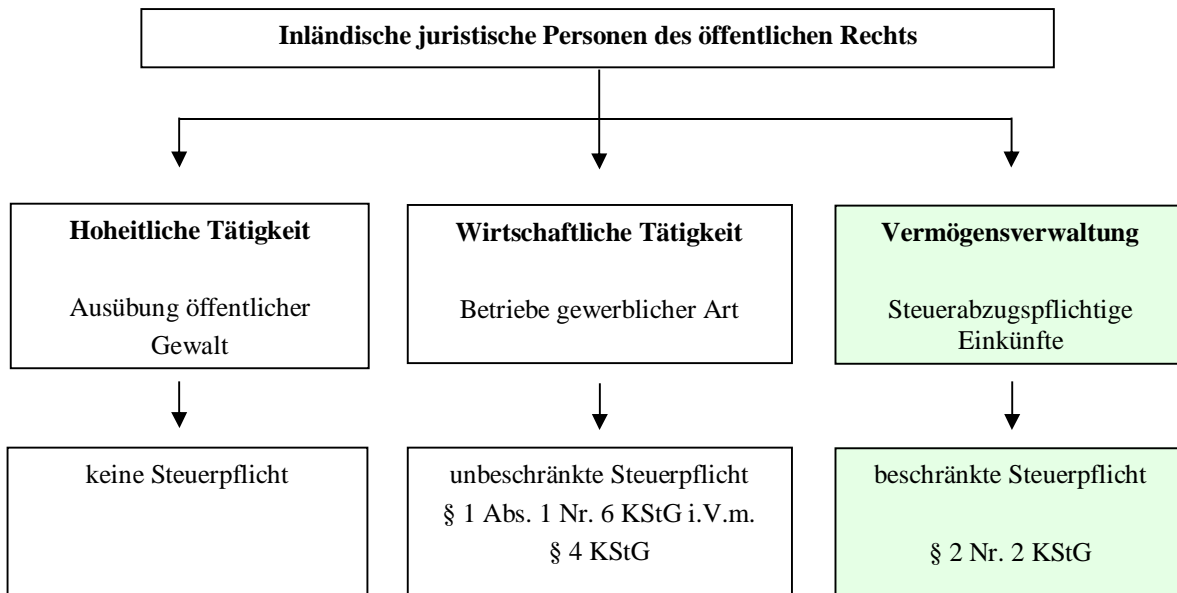 Inländische juristische Personen des öffentlichen Rechts
Hoheitliche Tätigkeit
Ausübung öffentlicher
Gewalt
Wirtschaftliche Tätigkeit
Betriebe gewerblicher Art
Vermögensverwaltung
Steuerabzugspflichtige
Einkünfte
keine Steuerpflicht
unbeschränkte Steuerpflicht
§ 1 Abs. 1 Nr. 6 KStG i.V.m.
§ 4 KStG
beschränkte Steuerpflicht
§ 2 Nr. 2 KStG